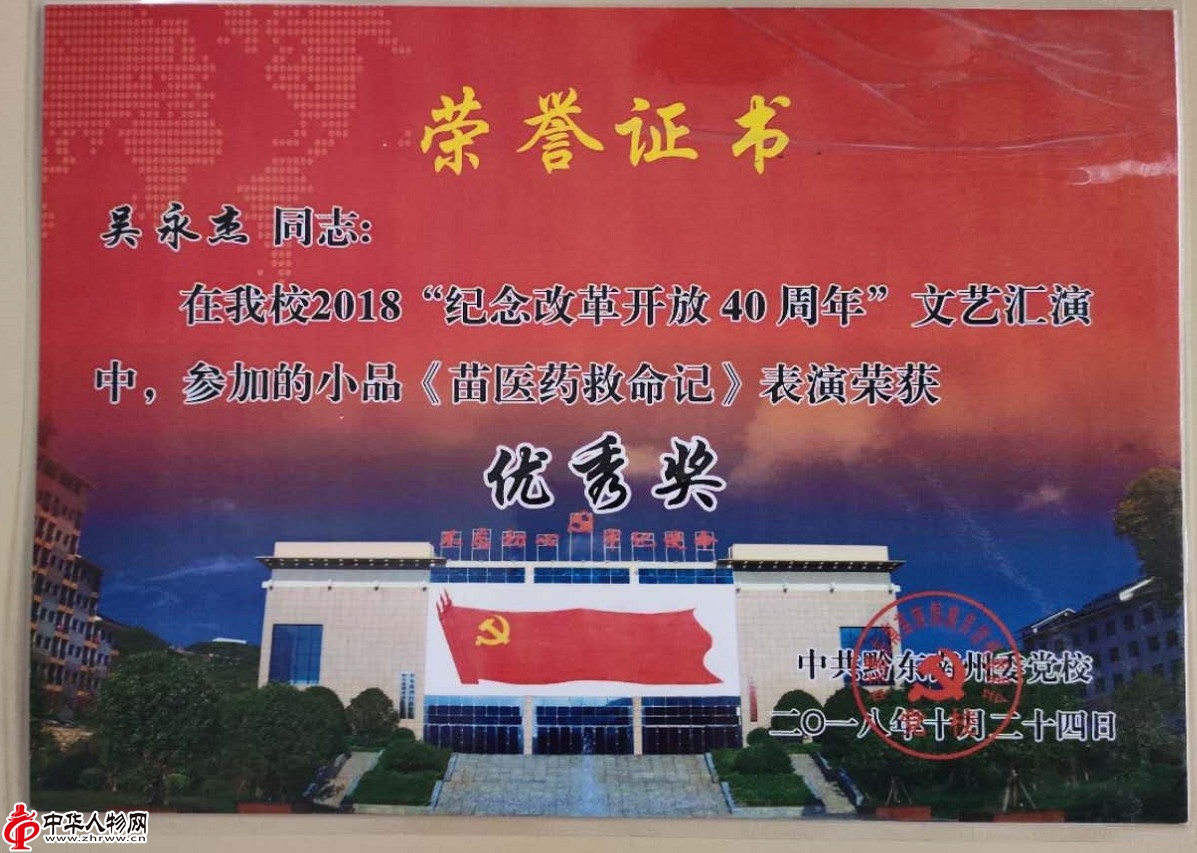 荣誉证书
吴永杰 同志:
在我校2018“纪念改革开放40周年”文艺汇演
中，参加的小品《苗医药救命记》表演荣获
优秀奖
中共黔东南州委党校
二〇一八年十月二十四日
中华人物网
www.zhrww.cn